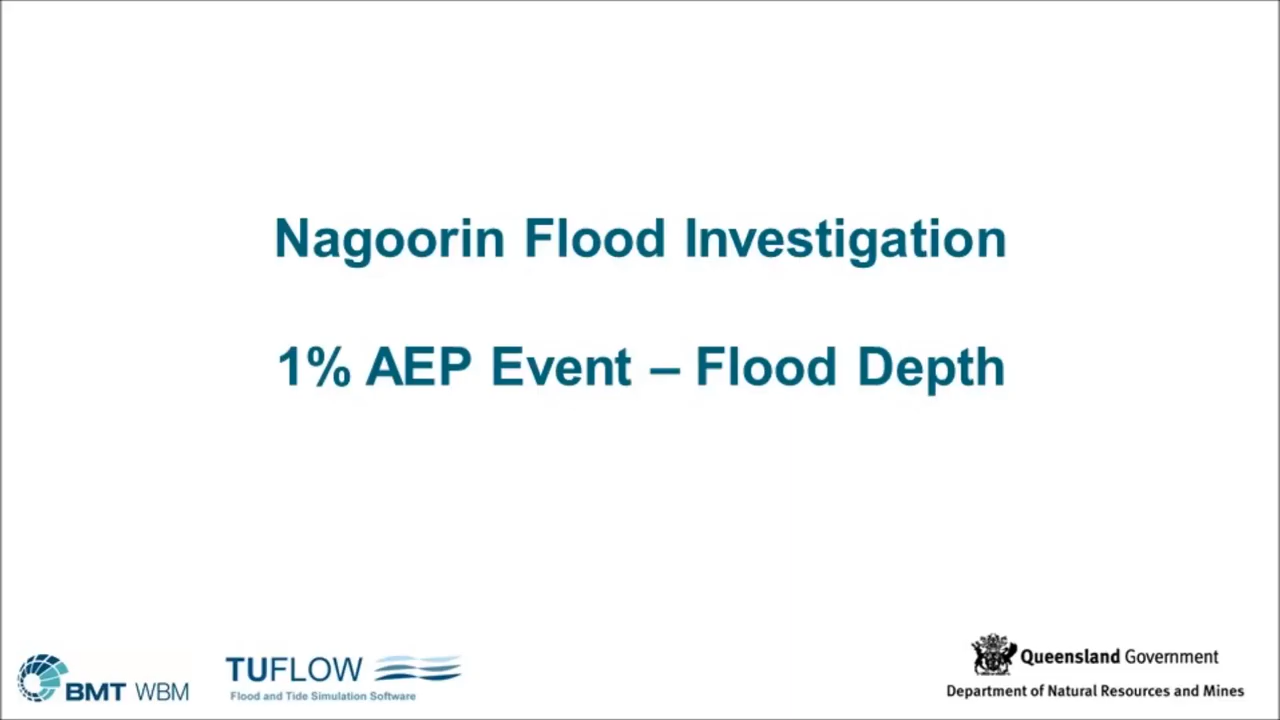 Nagoorin Flood Investigation
1% AEP Event – Flood Depth
BMT WBM
TUFLOW
Flood and Tide Simulation Software
Queensland Government
Department of Natural Resources and Mines